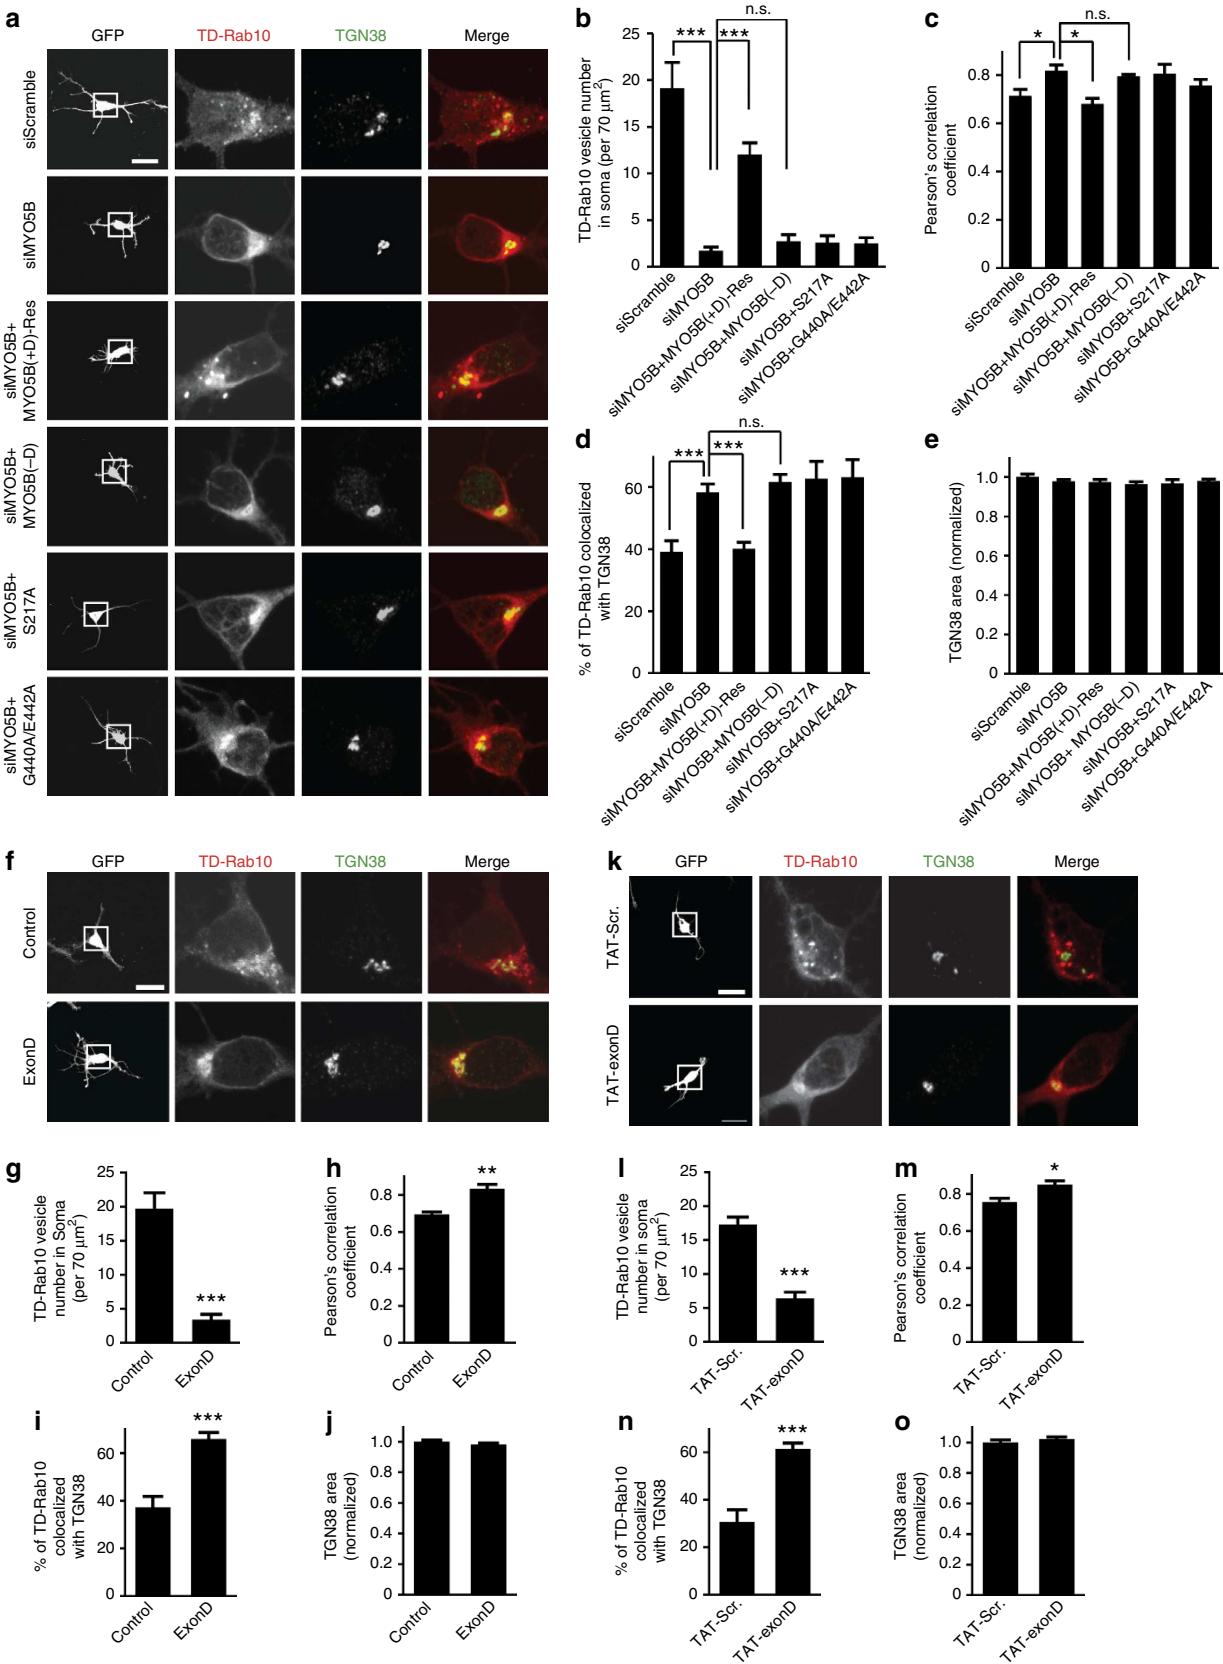 a
GFP
TD-Rab10
TGN38
Merge
siScramble
siMYO5B
siMYO5B+
MYO5B(+D)-Res
siMYO5B+
MYO5B(–D)
siMYO5B+
S217A
siMYO5B+
G440A/E442A
b
TD-Rab10 vesicle number
in soma (per 70 μm²)
25
20
15
10
5
0
***
***
n.s.
siScramble
siMYO5B
siMYO5B+MYO5B(+D)-Res
siMYO5B+MYO5B(–D)
siMYO5B+S217A
siMYO5B+G440A/E442A
c
Pearson's correlation
coefficient
0.8
0.6
0.4
0.2
0
*
*
n.s.
siScramble
siMYO5B
siMYO5B+MYO5B(+D)-Res
siMYO5B+MYO5B(–D)
siMYO5B+S217A
siMYO5B+G440A/E442A
d
% of TD-Rab10 colocalized
with TGN38
60
40
20
0
***
***
n.s.
siScramble
siMYO5B
siMYO5B+MYO5B(+D)-Res
siMYO5B+MYO5B(–D)
siMYO5B+S217A
siMYO5B+G440A/E442A
e
TGN38 area (normalized)
1.0
0.8
0.6
0.4
0.2
0
siScramble
siMYO5B
siMYO5B+MYO5B(+D)-Res
siMYO5B+ MYO5B(–D)
siMYO5B+S217A
siMYO5B+G440A/E442A
f
GFP
TD-Rab10
TGN38
Merge
Control
ExonD
k
GFP
TD-Rab10
TGN38
Merge
TAT-Scr.
TAT-exonD
g
TD-Rab10 vesicle
number in Soma
(per 70 μm²)
25
20
15
10
5
0
***
Control
ExonD
h
Pearson's correlation
coefficient
0.8
0.6
0.4
0.2
0
**
Control
ExonD
l
TD-Rab10 vesicle
number in soma
(per 70 μm²)
25
20
15
10
5
0
***
TAT-Scr.
TAT-exonD
m
Pearson's correlation
coefficient
0.8
0.6
0.4
0.2
0
*
TAT-Scr.
TAT-exonD
i
% of TD-Rab10
colocalized
with TGN38
60
40
20
0
***
Control
ExonD
j
TGN38 area
(normalized)
1.0
0.8
0.6
0.4
0.2
0
Control
ExonD
n
% of TD-Rab10
colocalized
with TGN38
60
40
20
0
***
TAT-Scr.
TAT-exonD
o
TGN38 area
(normalized)
1.0
0.8
0.6
0.4
0.2
0
TAT-Scr.
TAT-exonD